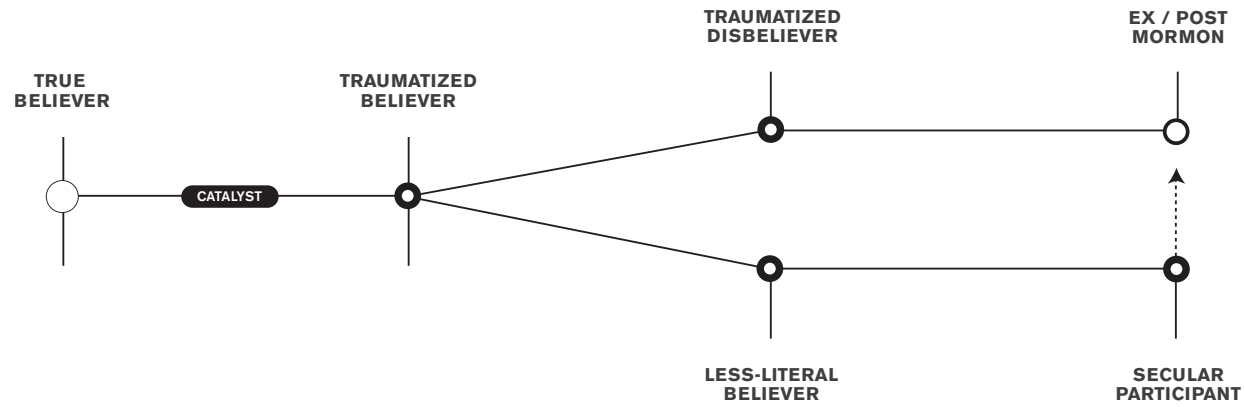 TRAUMATIZED
DISBELIEVER
EX / POST
MORMON
TRUE
BELIEVER
TRAUMATIZED
BELIEVER
CATALYST
LESS-LITERAL
BELIEVER
SECULAR
PARTICIPANT